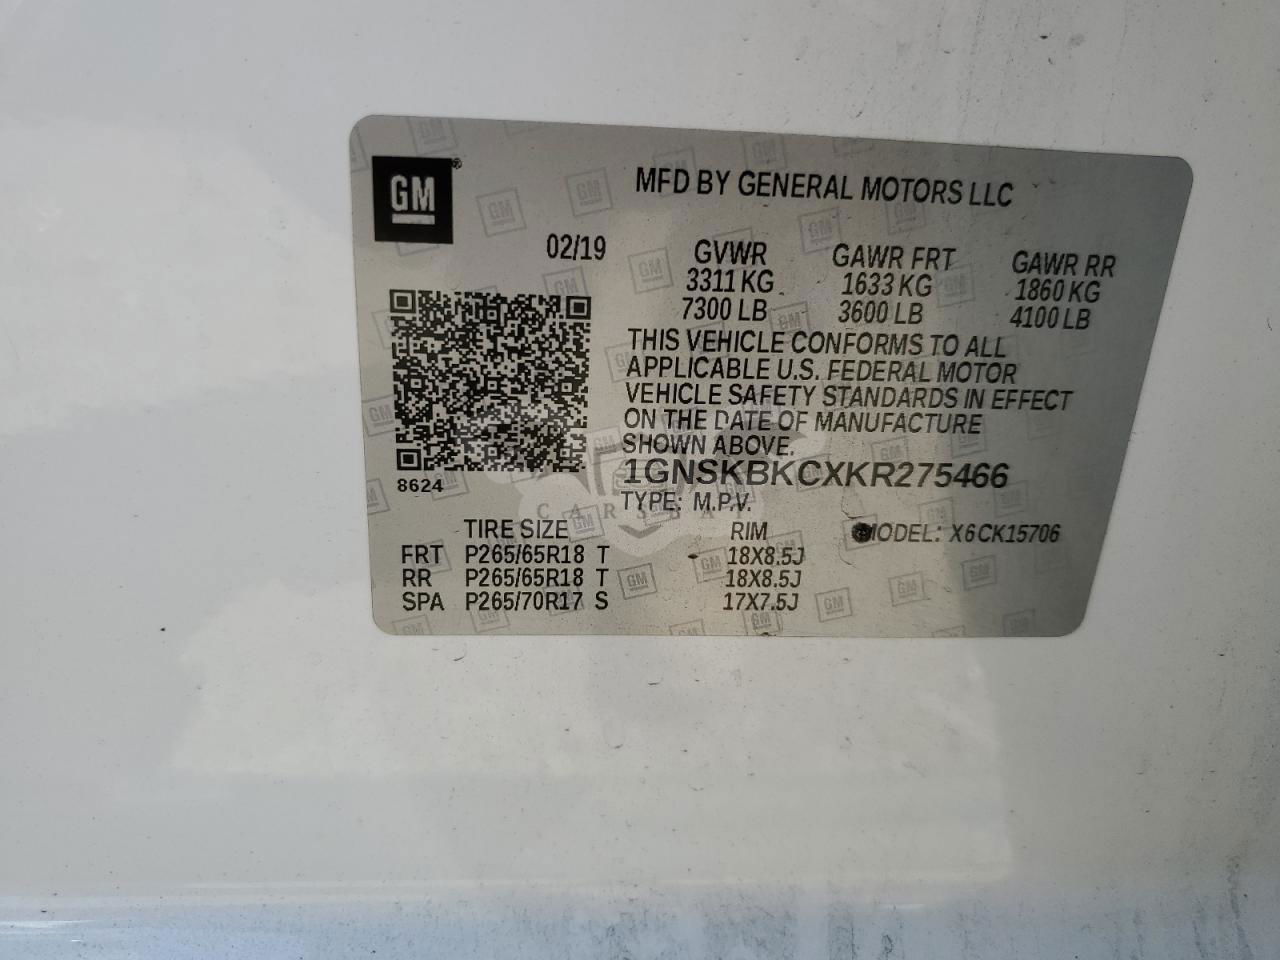 GM
MFD BY GENERAL MOTORS LLC
02/19 GVWR GAWR FRT GAWR RR
3311 KG 1633 KG 1860 KG
7300 LB 3600 LB 4100 LB
THIS VEHICLE CONFORMS TO ALL
APPLICABLE U.S. FEDERAL MOTOR
VEHICLE SAFETY STANDARDS IN EFFECT
ON THE DATE OF MANUFACTURE
SHOWN ABOVE.
8624
1GNSKBKCXKR275466
TYPE: M.P.V.
TIRE SIZE RIM MODEL: X6CK15706
FRT P265/65R18 T 18X8.5J
RR P265/65R18 T 18X8.5J
SPA P265/70R17 S 17X7.5J